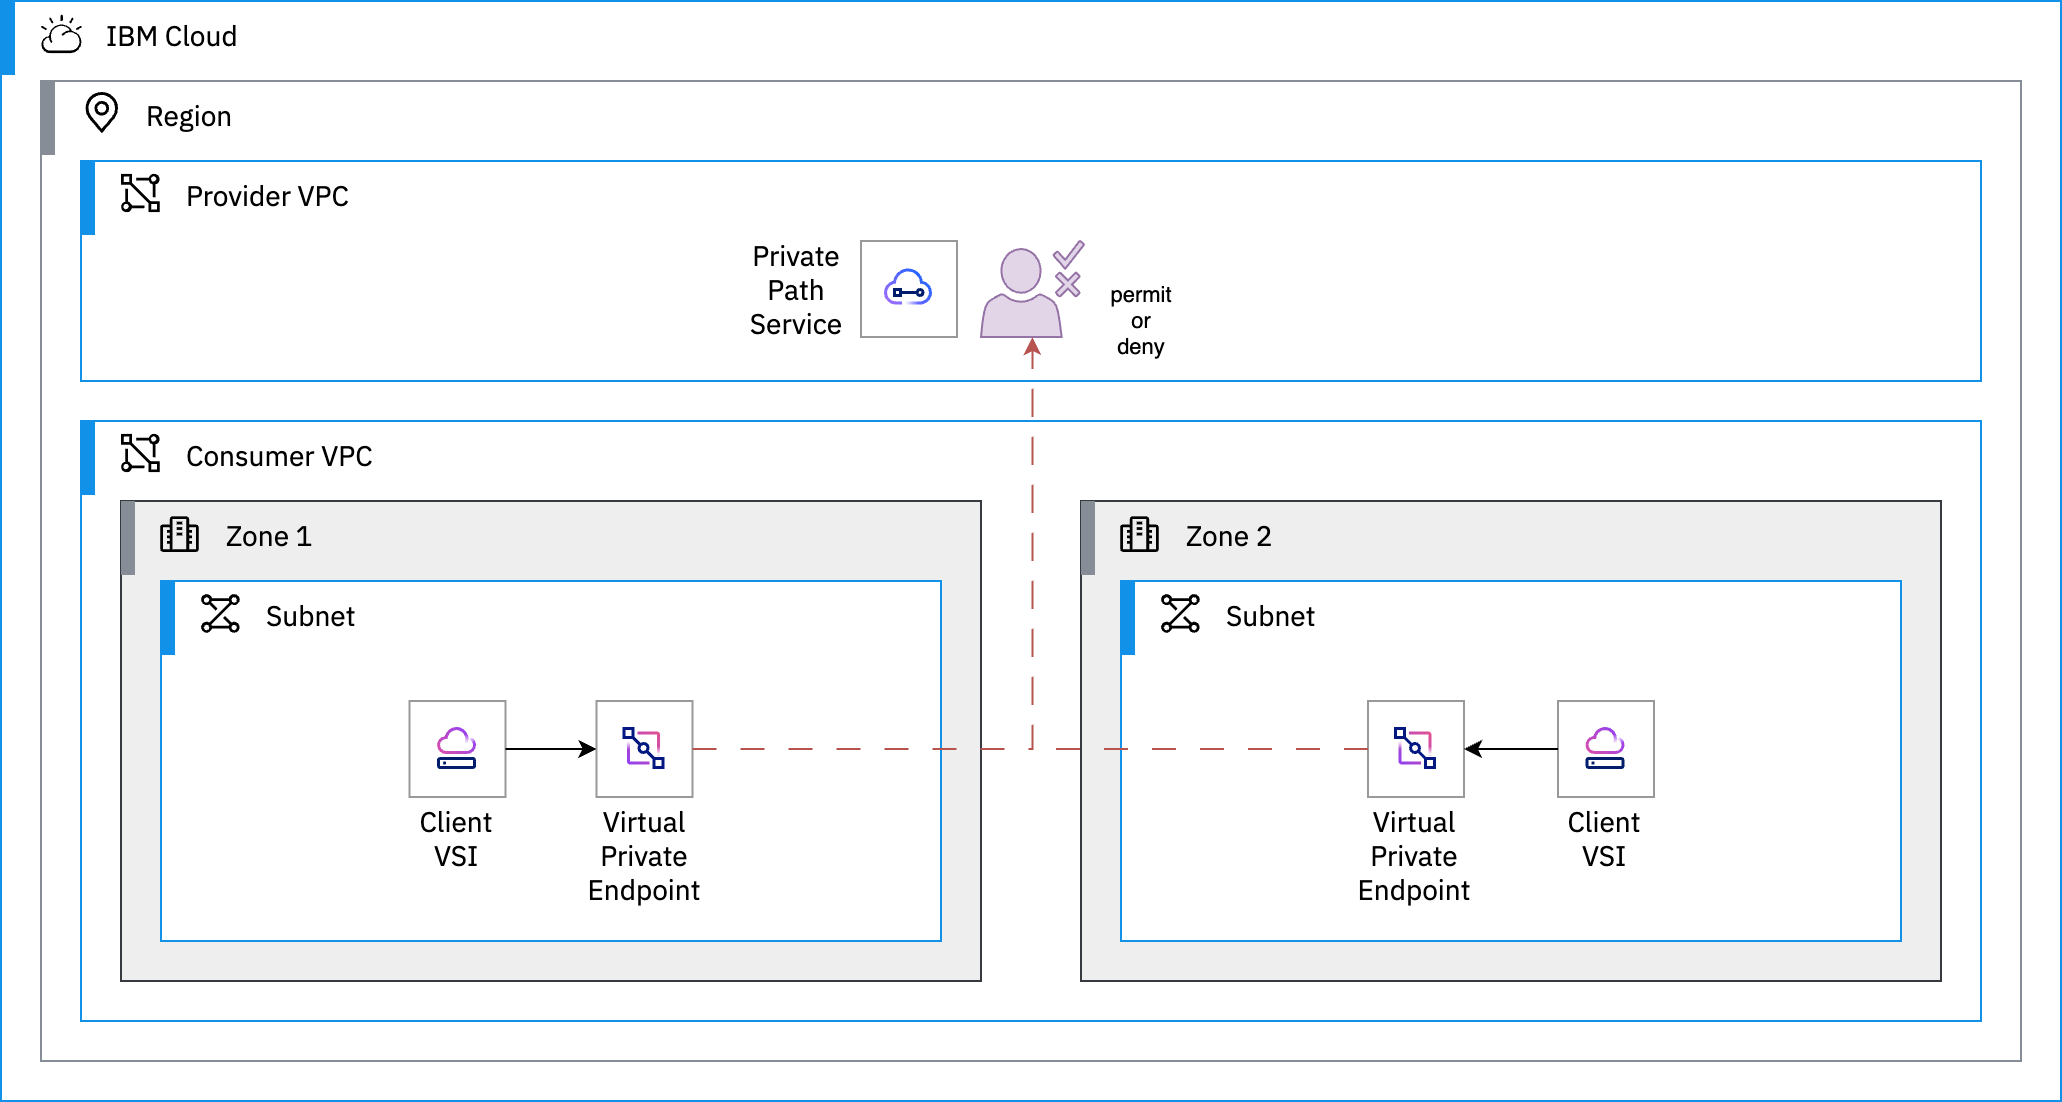 IBM Cloud
Region
Provider VPC
Private
Path
Service
permit
or
deny
Consumer VPC
Zone 1
Subnet
Client
VSI
Virtual
Private
Endpoint
Zone 2
Subnet
Virtual
Private
Endpoint
Client
VSI